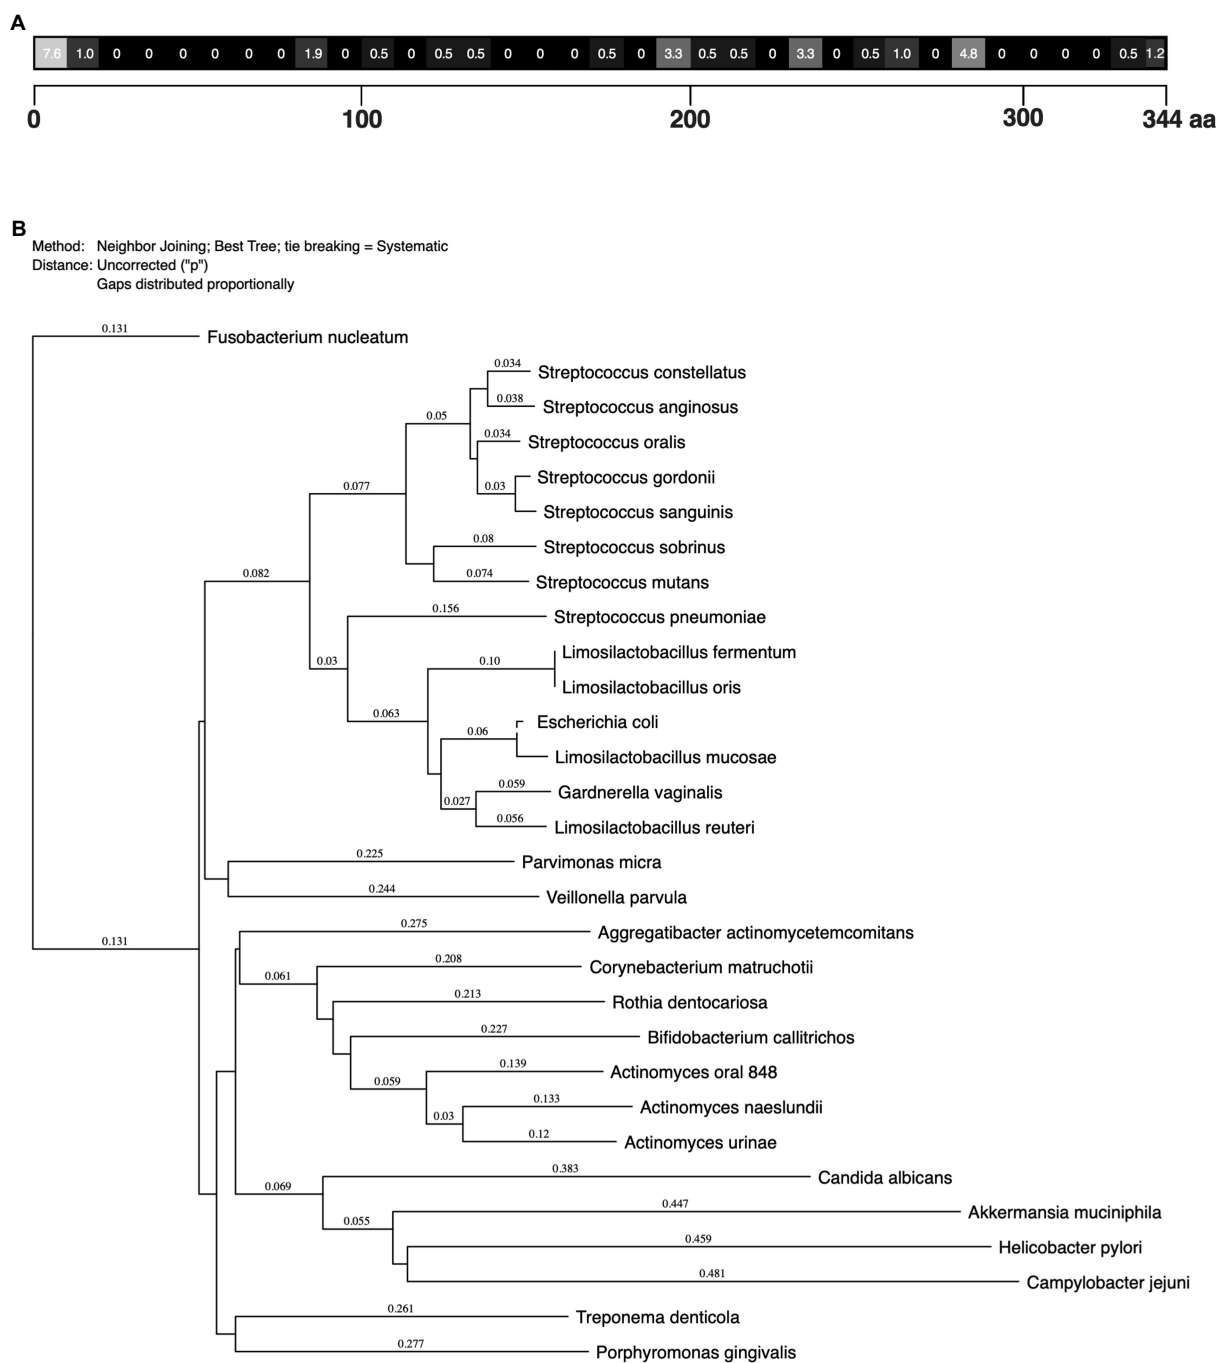 A
7.6 1.0 0 0 0 0 0 0 1.9 0 0.5 0 0.5 0.5 0 0 0 0.5 0 3.3 0.5 0.5 0 3.3 0 0.5 1.0 0 4.8 0 0 0 0 0.5 1.2
0 100 200 300 344 aa
B
Method: Neighbor Joining; Best Tree; tie breaking = Systematic
Distance: Uncorrected ("p")
Gaps distributed proportionally
0.131 Fusobacterium nucleatum
0.034 Streptococcus constellatus
0.038 Streptococcus anginosus
0.05
0.034 Streptococcus oralis
Streptococcus gordonii
0.03
0.077
Streptococcus sanguinis
0.08 Streptococcus sobrinus
0.082
0.074 Streptococcus mutans
0.156 Streptococcus pneumoniae
Limosilactobacillus fermentum
0.03 0.10
Limosilactobacillus oris
0.063
Escherichia coli
0.06
Limosilactobacillus mucosae
0.059 Gardnerella vaginalis
0.027
0.056 Limosilactobacillus reuteri
0.225 Parvimonas micra
0.244 Veillonella parvula
0.275 Aggregatibacter actinomycetemcomitans
0.131
0.208 Corynebacterium matruchotii
0.061
0.213 Rothia dentocariosa
0.227 Bifidobacterium callitrichos
0.139 Actinomyces oral 848
0.059
0.133 Actinomyces naeslundii
0.03
0.12 Actinomyces urinae
0.383 Candida albicans
0.069
0.447 Akkermansia muciniphila
0.055
0.459 Helicobacter pylori
0.481 Campylobacter jejuni
0.261 Treponema denticola
0.277 Porphyromonas gingivalis